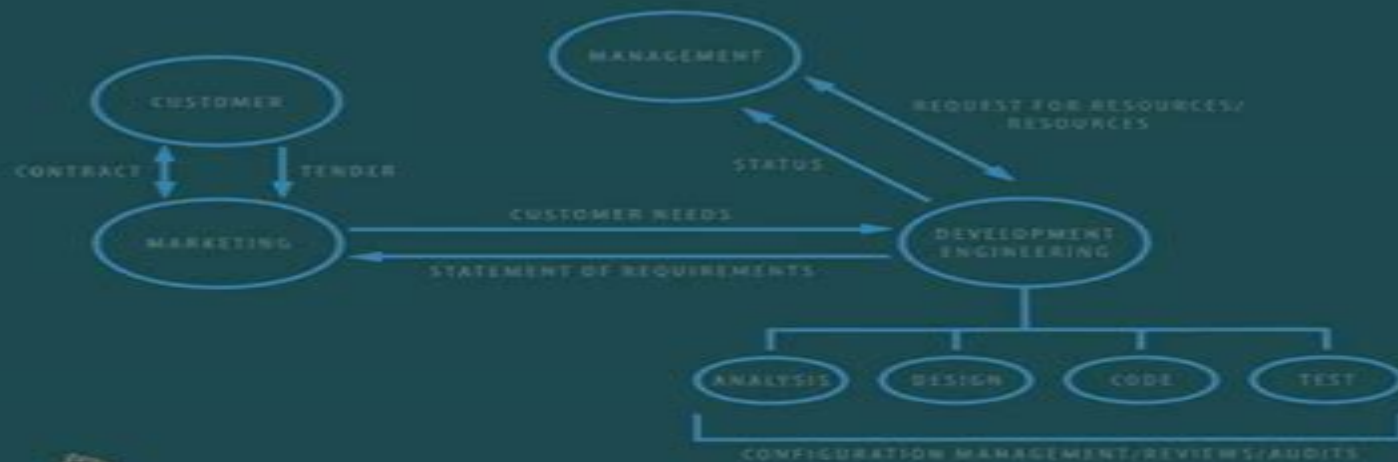 MANAGEMENT
CUSTOMER
REQUEST FOR RESOURCES/
RESOURCES
CONTRACT
TENDER
STATUS
CUSTOMER NEEDS
MARKETING
DEVELOPMENT
ENGINEERING
STATEMENT OF REQUIREMENTS
ANALYSIS
DESIGN
CODE
TEST
CONFIGURATION MANAGEMENT/REVIEWS/AUDITS